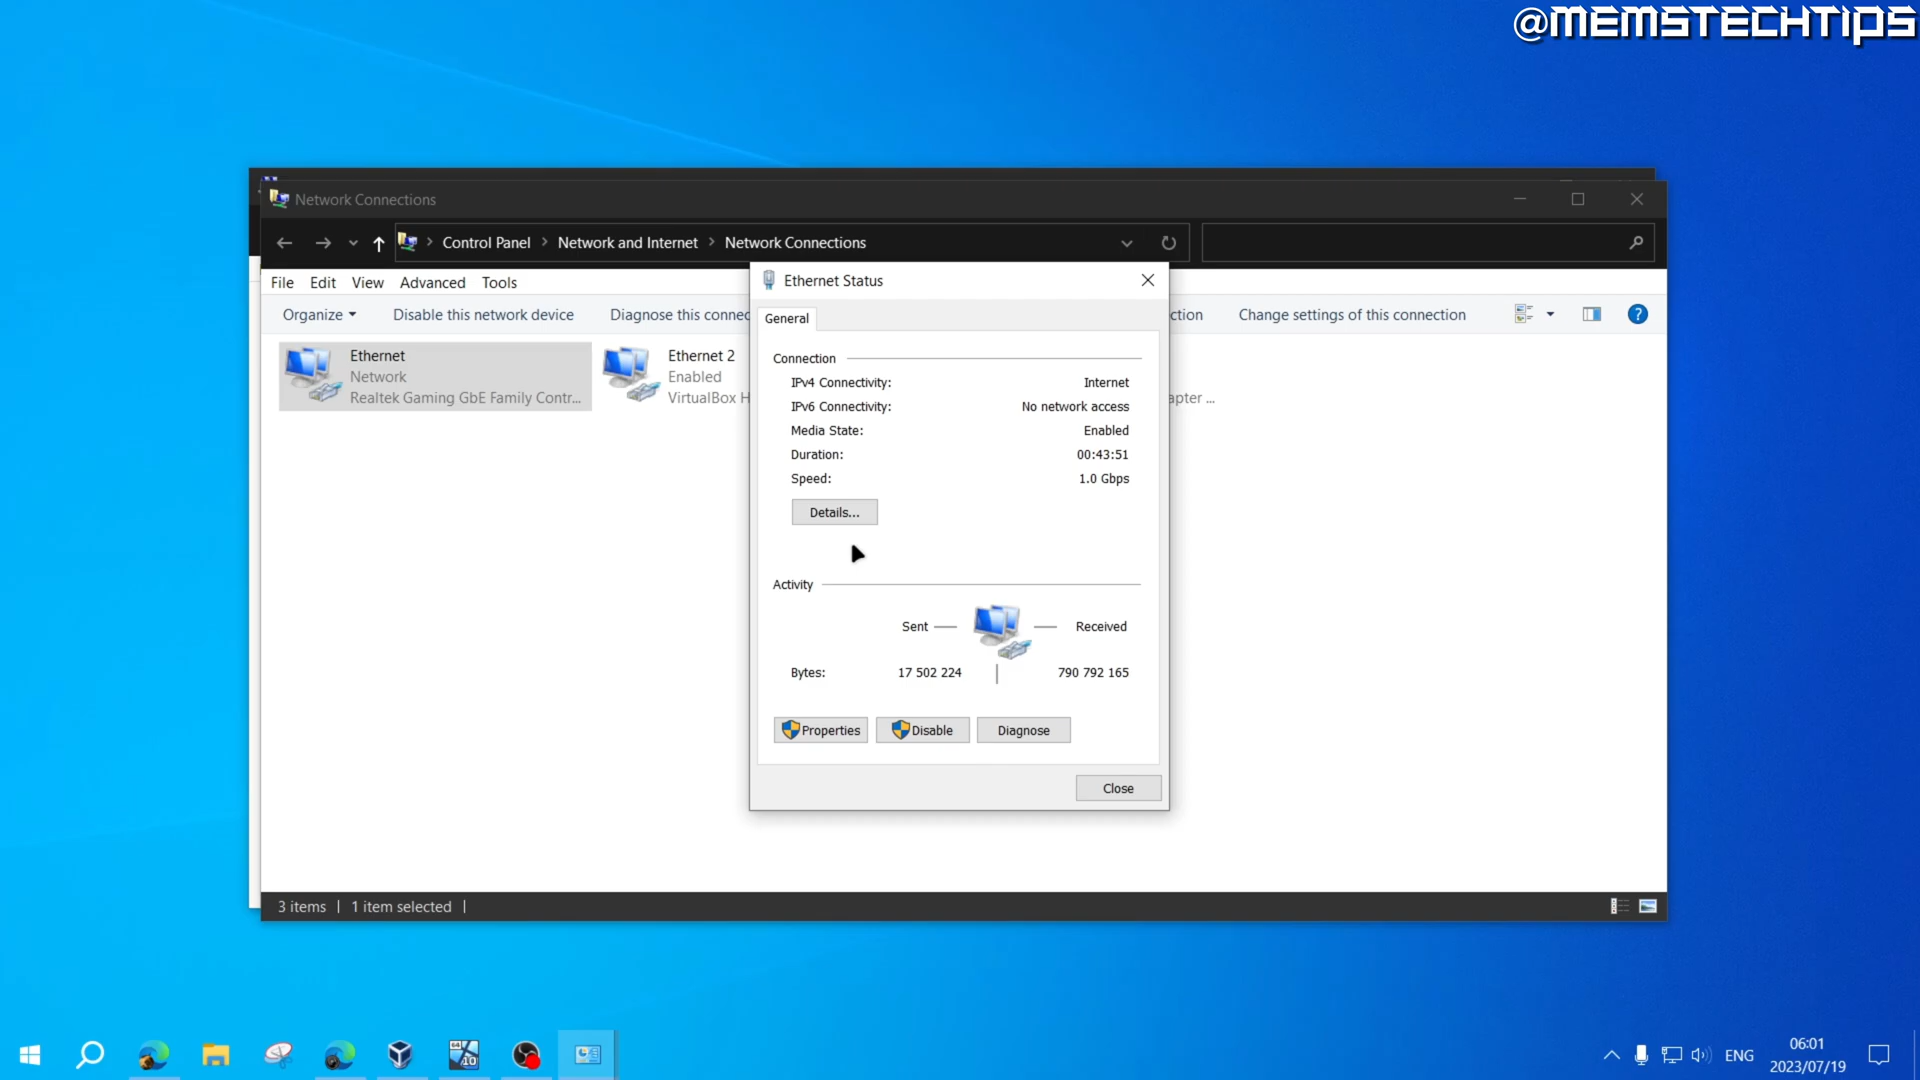 @MEMSTECHTIPS
Network Connections
Control Panel > Network and Internet > Network Connections
File Edit View Advanced Tools
Organize Disable this network device Diagnose this connec ction Change settings of this connection
Ethernet
Network
Realtek Gaming GbE Family Contr...
Ethernet 2
Enabled
VirtualBox H
apter ...
Ethernet Status
General
Connection
IPv4 Connectivity: Internet
IPv6 Connectivity: No network access
Media State: Enabled
Duration: 00:43:51
Speed: 1.0 Gbps
Details...
Activity
Sent — — Received
Bytes: 17 502 224 | 790 792 165
Properties Disable Diagnose
Close
3 items | 1 item selected |
64
10
ENG
06:01
2023/07/19